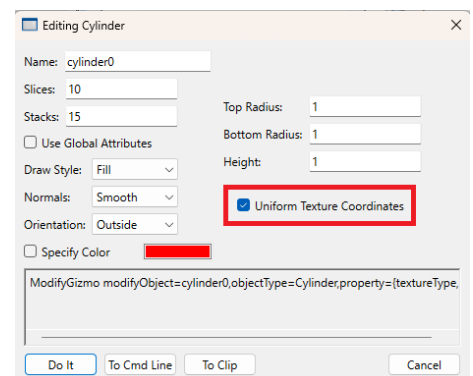 Editing Cylinder
Name: cylinder0
Slices: 10
Stacks: 15
Use Global Attributes
Draw Style: Fill
Normals: Smooth
Orientation: Outside
Specify Color
Top Radius: 1
Bottom Radius: 1
Height: 1
Uniform Texture Coordinates
ModifyGizmo modifyObject=cylinder0,objectType=Cylinder,property={textureType,
Do It To Cmd Line To Clip Cancel